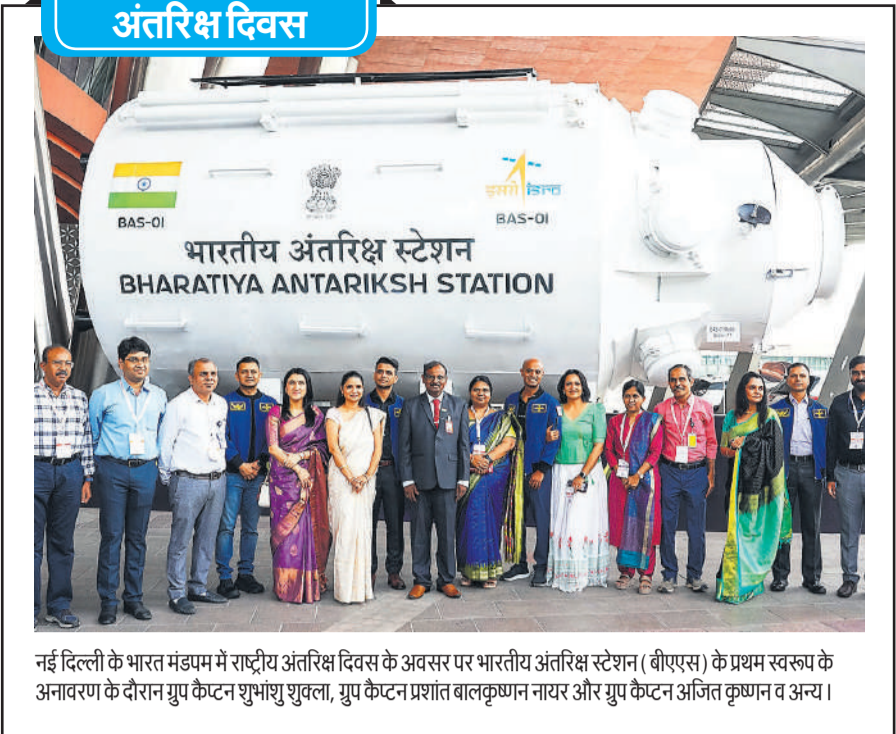 अंतरिक्ष दिवस
BAS-01
इसरो isro
BAS-01
भारतीय अंतरिक्ष स्टेशन
BHARATIYA ANTARIKSH STATION
नई दिल्ली के भारत मंडपम में राष्ट्रीय अंतरिक्ष दिवस के अवसर पर भारतीय अंतरिक्ष स्टेशन ( बीएएस ) के प्रथम स्वरूप के
अनावरण के दौरान ग्रुप कैप्टन शुभांशु शुक्ला, ग्रुप कैप्टन प्रशांत बालकृष्णन नायर और ग्रुप कैप्टन अजित कृष्णन व अन्य ।